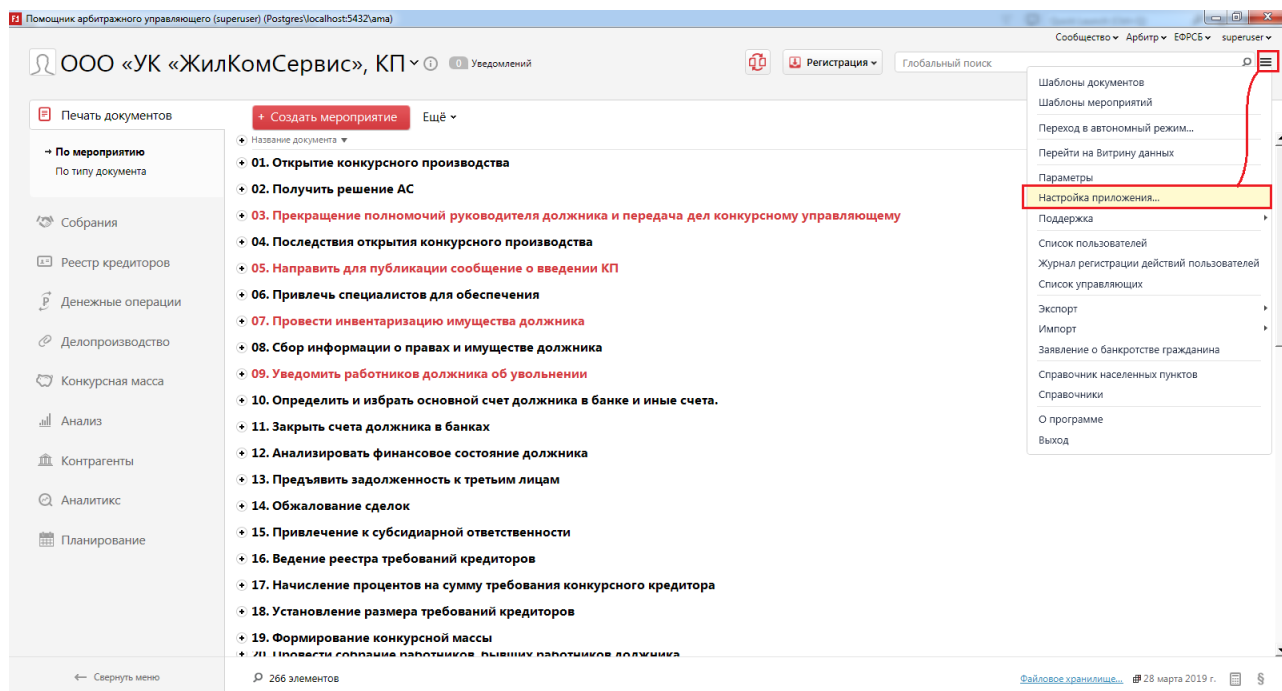 Помощник арбитражного управляющего (superuser) (Postgres\localhost:5432\ama)
Сообщество Арбитр ЕФРСБ superuser
ООО «УК «ЖилКомСервис», КП 0 Уведомлений Регистрация Глобальный поиск
Печать документов
По мероприятию
По типу документа
Собрания
Реестр кредиторов
Денежные операции
Делопроизводство
Конкурсная масса
Анализ
Контрагенты
Аналитикс
Планирование
Свернуть меню
+ Создать мероприятие Ещё
Название документа
01. Открытие конкурсного производства
02. Получить решение АС
03. Прекращение полномочий руководителя должника и передача дел конкурсному управляющему
04. Последствия открытия конкурсного производства
05. Направить для публикации сообщение о введении КП
06. Привлечь специалистов для обеспечения
07. Провести инвентаризацию имущества должника
08. Сбор информации о правах и имуществе должника
09. Уведомить работников должника об увольнении
10. Определить и избрать основной счет должника в банке и иные счета.
11. Закрыть счета должника в банках
12. Анализировать финансовое состояние должника
13. Предъявить задолженность к третьим лицам
14. Обжалование сделок
15. Привлечение к субсидиарной ответственности
16. Ведение реестра требований кредиторов
17. Начисление процентов на сумму требования конкурсного кредитора
18. Установление размера требований кредиторов
19. Формирование конкурсной массы
20. Провести собрание работников, бывших работников должника
Шаблоны документов
Шаблоны мероприятий
Переход в автономный режим...
Перейти на Витрину данных
Параметры
Настройка приложения...
Поддержка
Список пользователей
Журнал регистрации действий пользователей
Список управляющих
Экспорт
Импорт
Заявление о банкротстве гражданина
Справочник населенных пунктов
Справочники
О программе
Выход
266 элементов
Файловое хранилище... 28 марта 2019 г. §